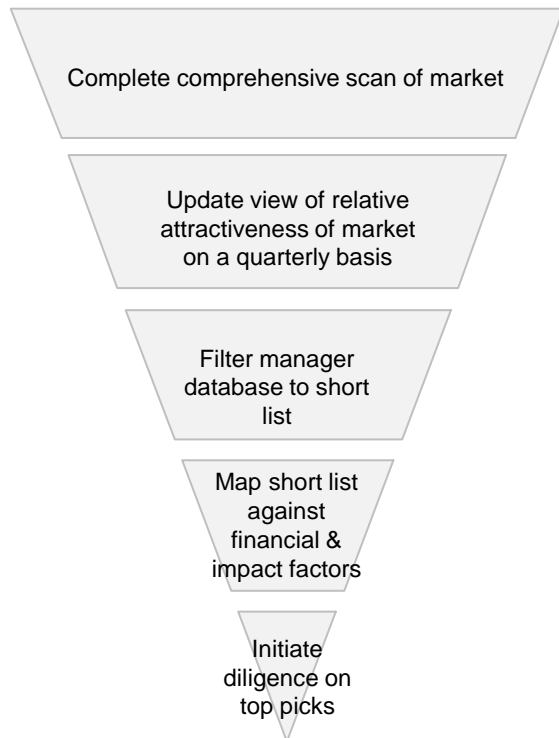 Complete comprehensive scan of market
Update view of relative
attractiveness of market
on a quarterly basis
Filter manager
database to short
list
Map short list
against
financial &
impact factors
Initiate
diligence on
top picks